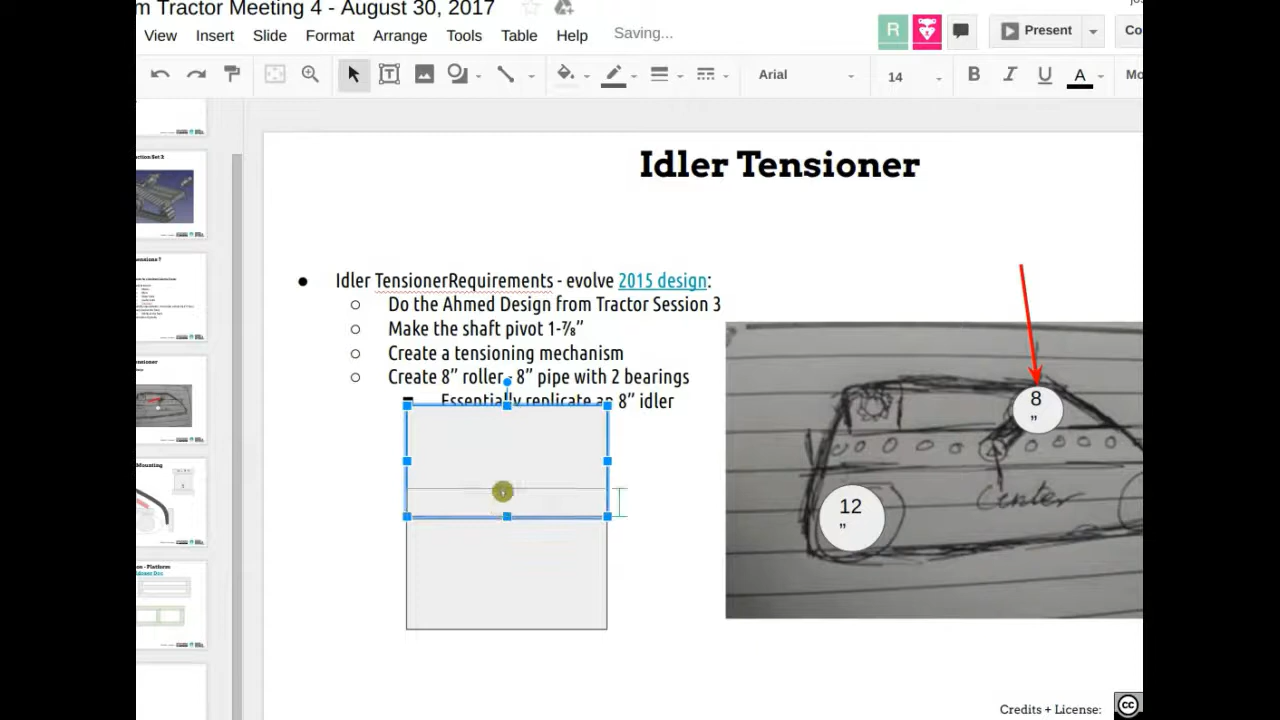 m Tractor Meeting 4 - August 30, 2017
View Insert Slide Format Arrange Tools Table Help Saving...
R
Present
Co
Arial
14
B I U A
Mo
Idler Tensioner
Idler TensionerRequirements - evolve 2015 design:
Do the Ahmed Design from Tractor Session 3
Make the shaft pivot 1-⅞”
Create a tensioning mechanism
Create 8” roller - 8” pipe with 2 bearings
Essentially replicate an 8” idler
8
”
Center
12
”
Credits + License:
cc